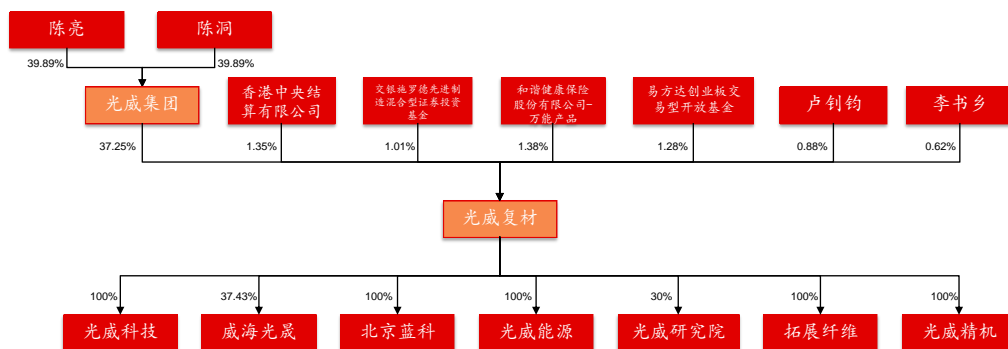 陈亮
陈洞
39.89%
39.89%
光威集团
香港中央结
算有限公司
交银施罗德先进制
造混合型证券投资
基金
和谐健康保险
股份有限公司-
万能产品
易方达创业板交
易型开放基金
卢钊钧
李书乡
37.25%
1.35%
1.01%
1.38%
1.28%
0.88%
0.62%
光威复材
100%
37.43%
100%
100%
30%
100%
100%
光威科技
威海光晟
北京蓝科
光威能源
光威研究院
拓展纤维
光威精机